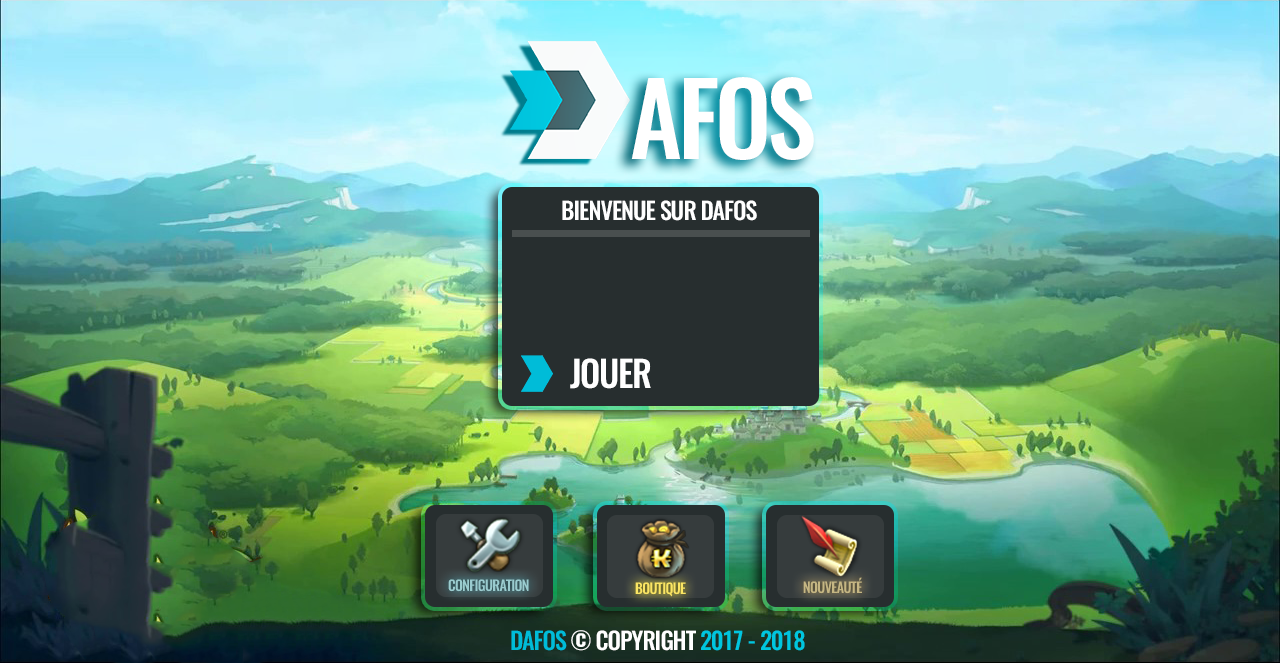 DAFOS
BIENVENUE SUR DAFOS
JOUER
CONFIGURATION
BOUTIQUE
NOUVEAUTÉ
DAFOS © COPYRIGHT 2017 - 2018